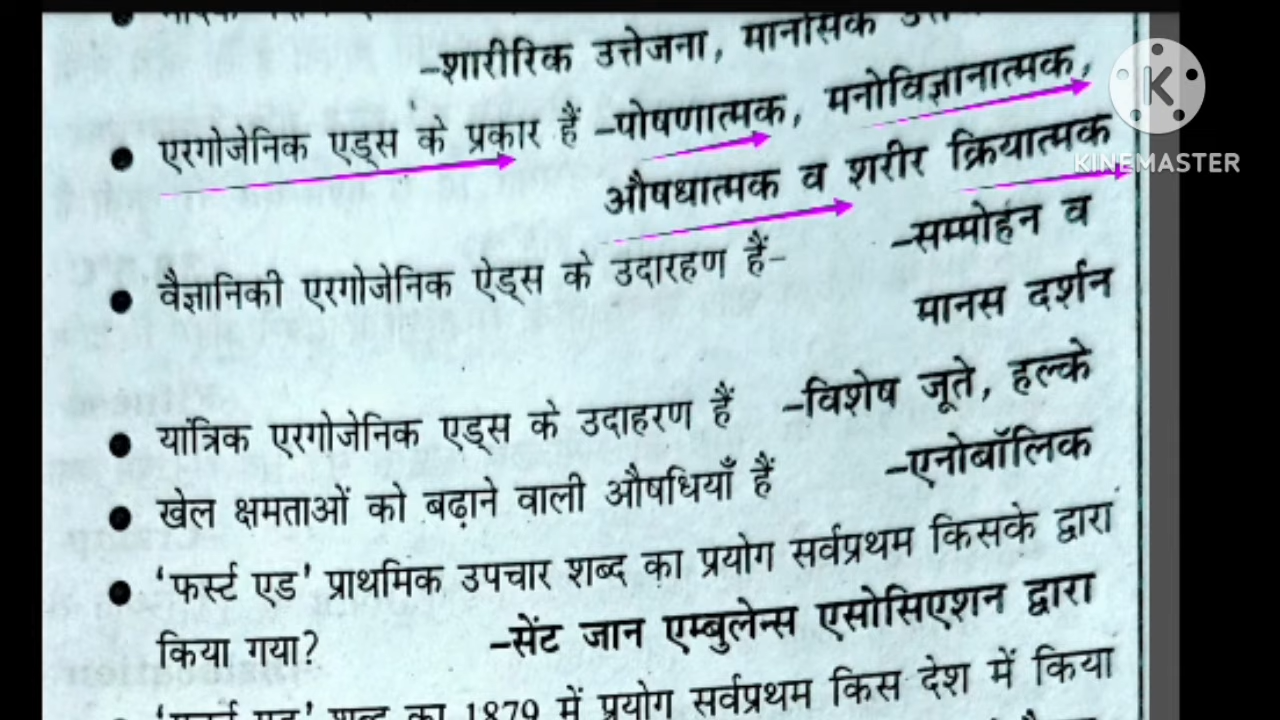 –शारीरिक उत्तेजना, मानसिक
एरगोजेनिक एड्स के प्रकार हैं –पोषणात्मक, मनोविज्ञानात्मक,
औषधात्मक व शरीर क्रियात्मक
वैज्ञानिकी एरगोजेनिक ऐड्स के उदारहण हैं– –सम्मोहन व
मानस दर्शन
यांत्रिक एरगोजेनिक एड्स के उदाहरण हैं –विशेष जूते, हल्के
खेल क्षमताओं को बढ़ाने वाली औषधियाँ हैं –एनोबॉलिक
‘फर्स्ट एड’ प्राथमिक उपचार शब्द का प्रयोग सर्वप्रथम किसके द्वारा
किया गया? –सेंट जान एम्बुलेन्स एसोसिएशन द्वारा
शब्द का 1879 में प्रयोग सर्वप्रथम किस देश में किया
K
KINEMASTER